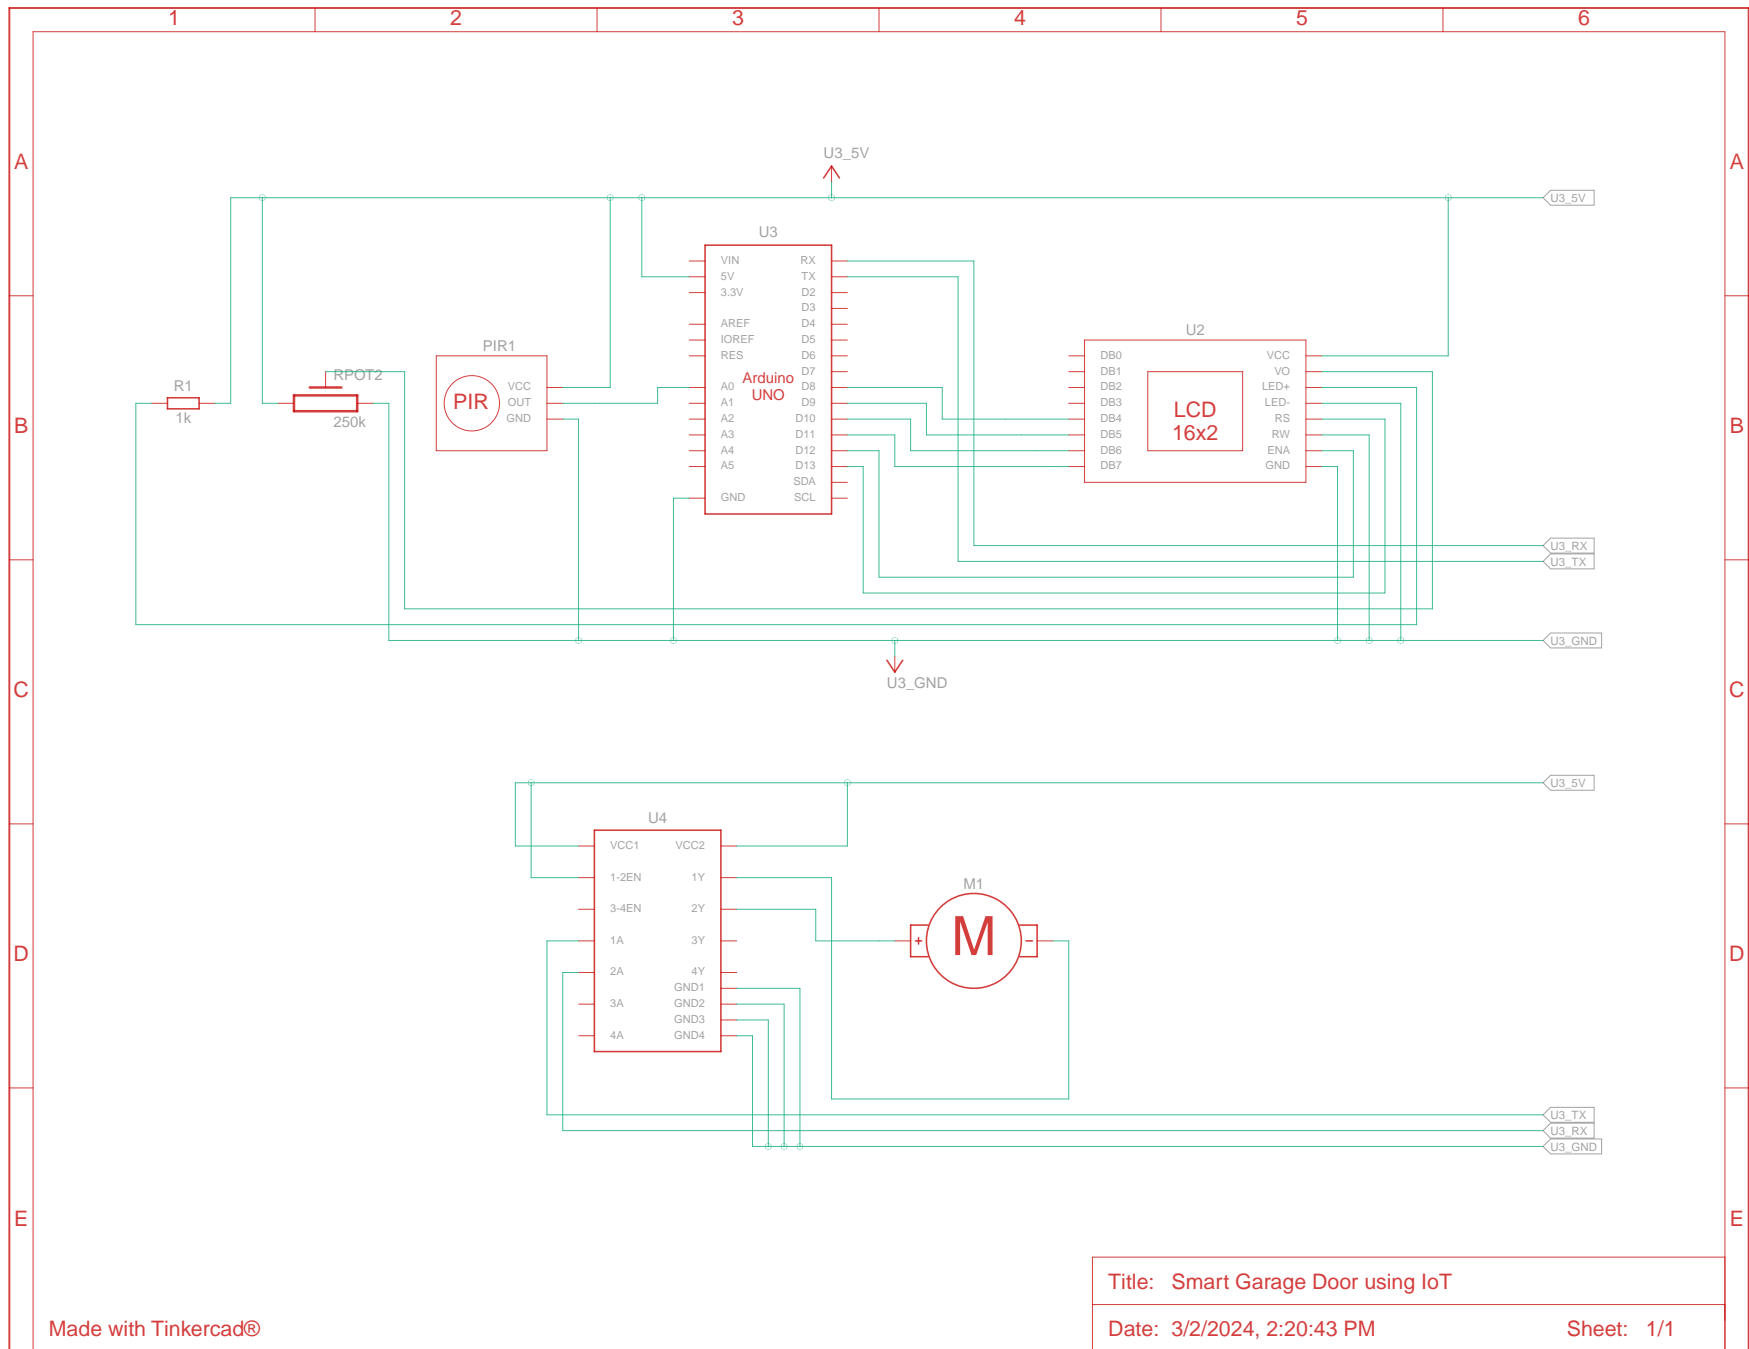 1 2 3 4 5 6
A A
U3_5V
U3_5V
U3
VIN RX
5V TX
3.3V D2
D3
AREF D4
IOREF D5
RES D6
D7
A0 D8
A1 D9
A2 D10
A3 D11
A4 D12
A5 D13
SDA
GND SCL
Arduino
UNO
B B
R1
1k
RPOT2
250k
PIR1
PIR
VCC
OUT
GND
U2
DB0 VCC
DB1 VO
DB2 LED+
DB3 LED-
DB4 RS
DB5 RW
DB6 ENA
DB7 GND
LCD
16x2
U3_RX
U3_TX
U3_GND
U3_GND
C C
U3_5V
U4
VCC1 VCC2
1-2EN 1Y
3-4EN 2Y
1A 3Y
2A 4Y
GND1
3A GND2
GND3
4A GND4
M1
+ M -
D D
U3_TX
U3_RX
U3_GND
E E
Title: Smart Garage Door using IoT
Made with Tinkercad®
Date: 3/2/2024, 2:20:43 PM Sheet: 1/1